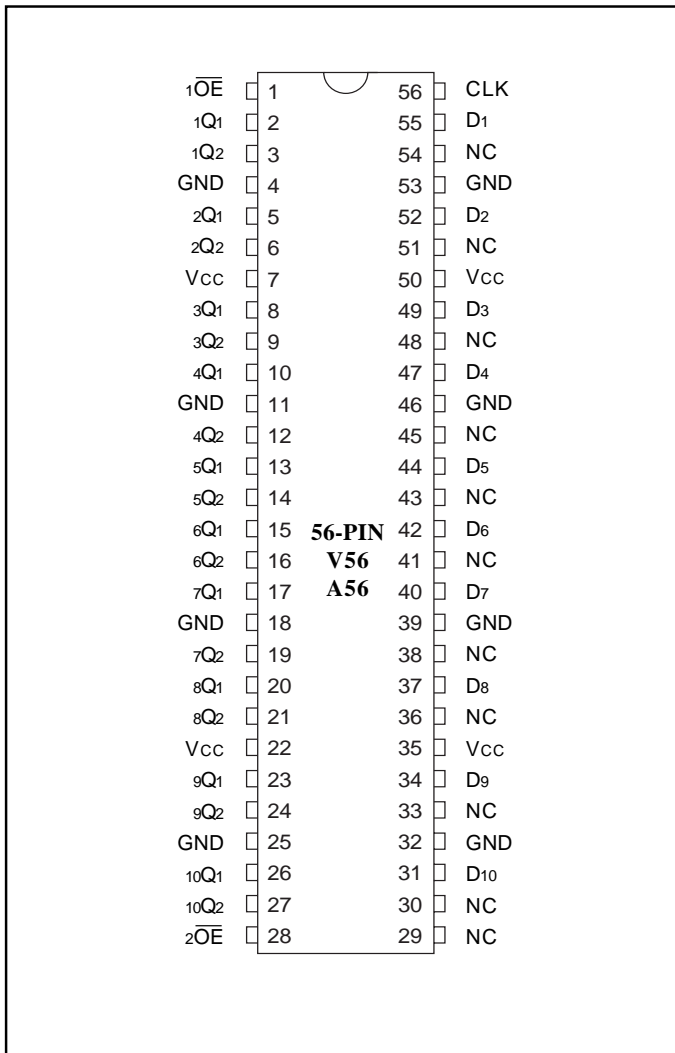 1OE 1 56 CLK
1Q1 2 55 D1
1Q2 3 54 NC
GND 4 53 GND
2Q1 5 52 D2
2Q2 6 51 NC
VCC 7 50 VCC
3Q1 8 49 D3
3Q2 9 48 NC
4Q1 10 47 D4
GND 11 46 GND
4Q2 12 45 NC
5Q1 13 44 D5
5Q2 14 43 NC
6Q1 15 56-PIN 42 D6
6Q2 16 V56 41 NC
7Q1 17 A56 40 D7
GND 18 39 GND
7Q2 19 38 NC
8Q1 20 37 D8
8Q2 21 36 NC
VCC 22 35 VCC
9Q1 23 34 D9
9Q2 24 33 NC
GND 25 32 GND
10Q1 26 31 D10
10Q2 27 30 NC
2OE 28 29 NC